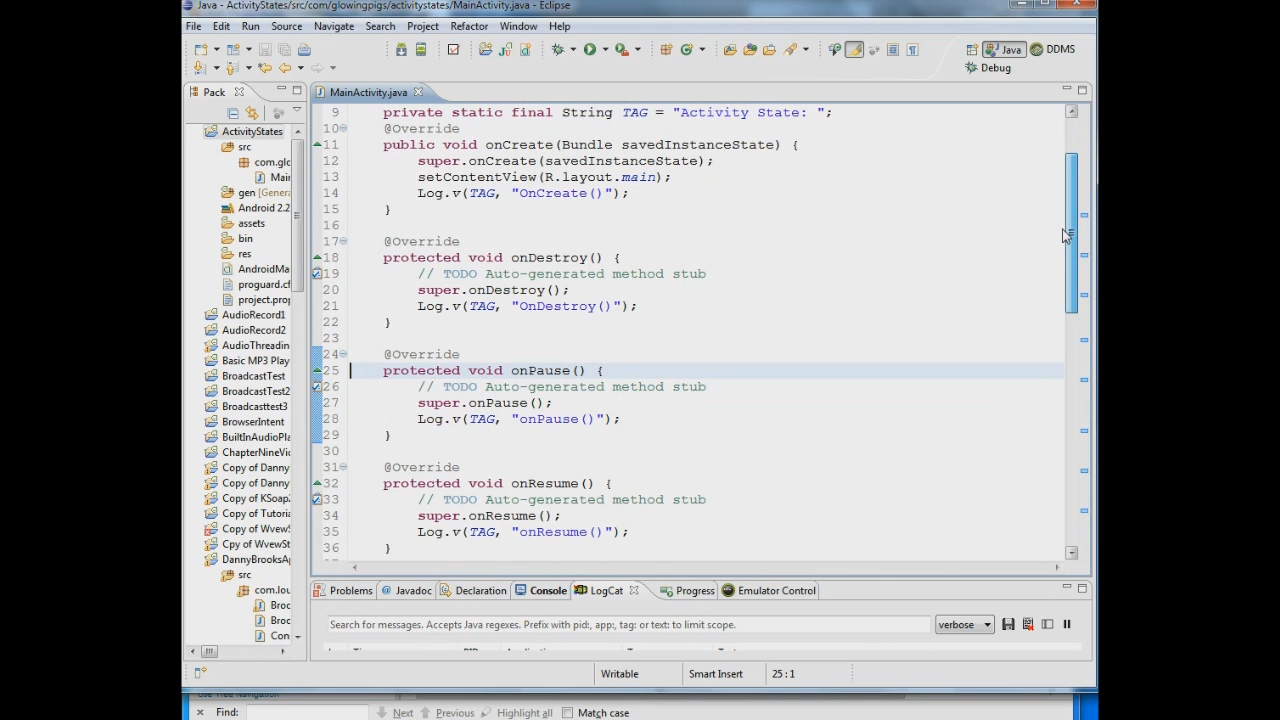 Java - ActivityStates/src/com/glowingpigs/activitystates/MainActivity.java - Eclipse
File Edit Run Source Navigate Search Project Refactor Window Help
Java DDMS
Debug
Pack
MainActivity.java
ActivityStates
src
com.glo
Main
gen [Genera
Android 2.2
assets
bin
res
AndroidMa
proguard.cf
project.prop
AudioRecord1
AudioRecord2
AudioThreadin
Basic MP3 Play
BroadcastTest
BroadcastTest2
Broadcasttest3
BrowserIntent
BuiltInAudioPla
ChapterNineVi
Copy of Danny
Copy of Danny
Copy of KSoap2
Copy of Tutoria
Copy of WvewS
Cpy of WvewSt
DannyBrooksAp
src
com.lou
Broc
Broc
Con
9 private static final String TAG = "Activity State: ";
10 @Override
11 public void onCreate(Bundle savedInstanceState) {
12 super.onCreate(savedInstanceState);
13 setContentView(R.layout.main);
14 Log.v(TAG, "OnCreate()");
15 }
16
17 @Override
18 protected void onDestroy() {
19 // TODO Auto-generated method stub
20 super.onDestroy();
21 Log.v(TAG, "OnDestroy()");
22 }
23
24 @Override
25 protected void onPause() {
26 // TODO Auto-generated method stub
27 super.onPause();
28 Log.v(TAG, "onPause()");
29 }
30
31 @Override
32 protected void onResume() {
33 // TODO Auto-generated method stub
34 super.onResume();
35 Log.v(TAG, "onResume()");
36 }
Problems Javadoc Declaration Console LogCat Progress Emulator Control
Search for messages. Accepts Java regexes. Prefix with pid:, app:, tag: or text: to limit scope. verbose
Writable Smart Insert 25 : 1
Use Tree Navigation
Find: Next Previous Highlight all Match case